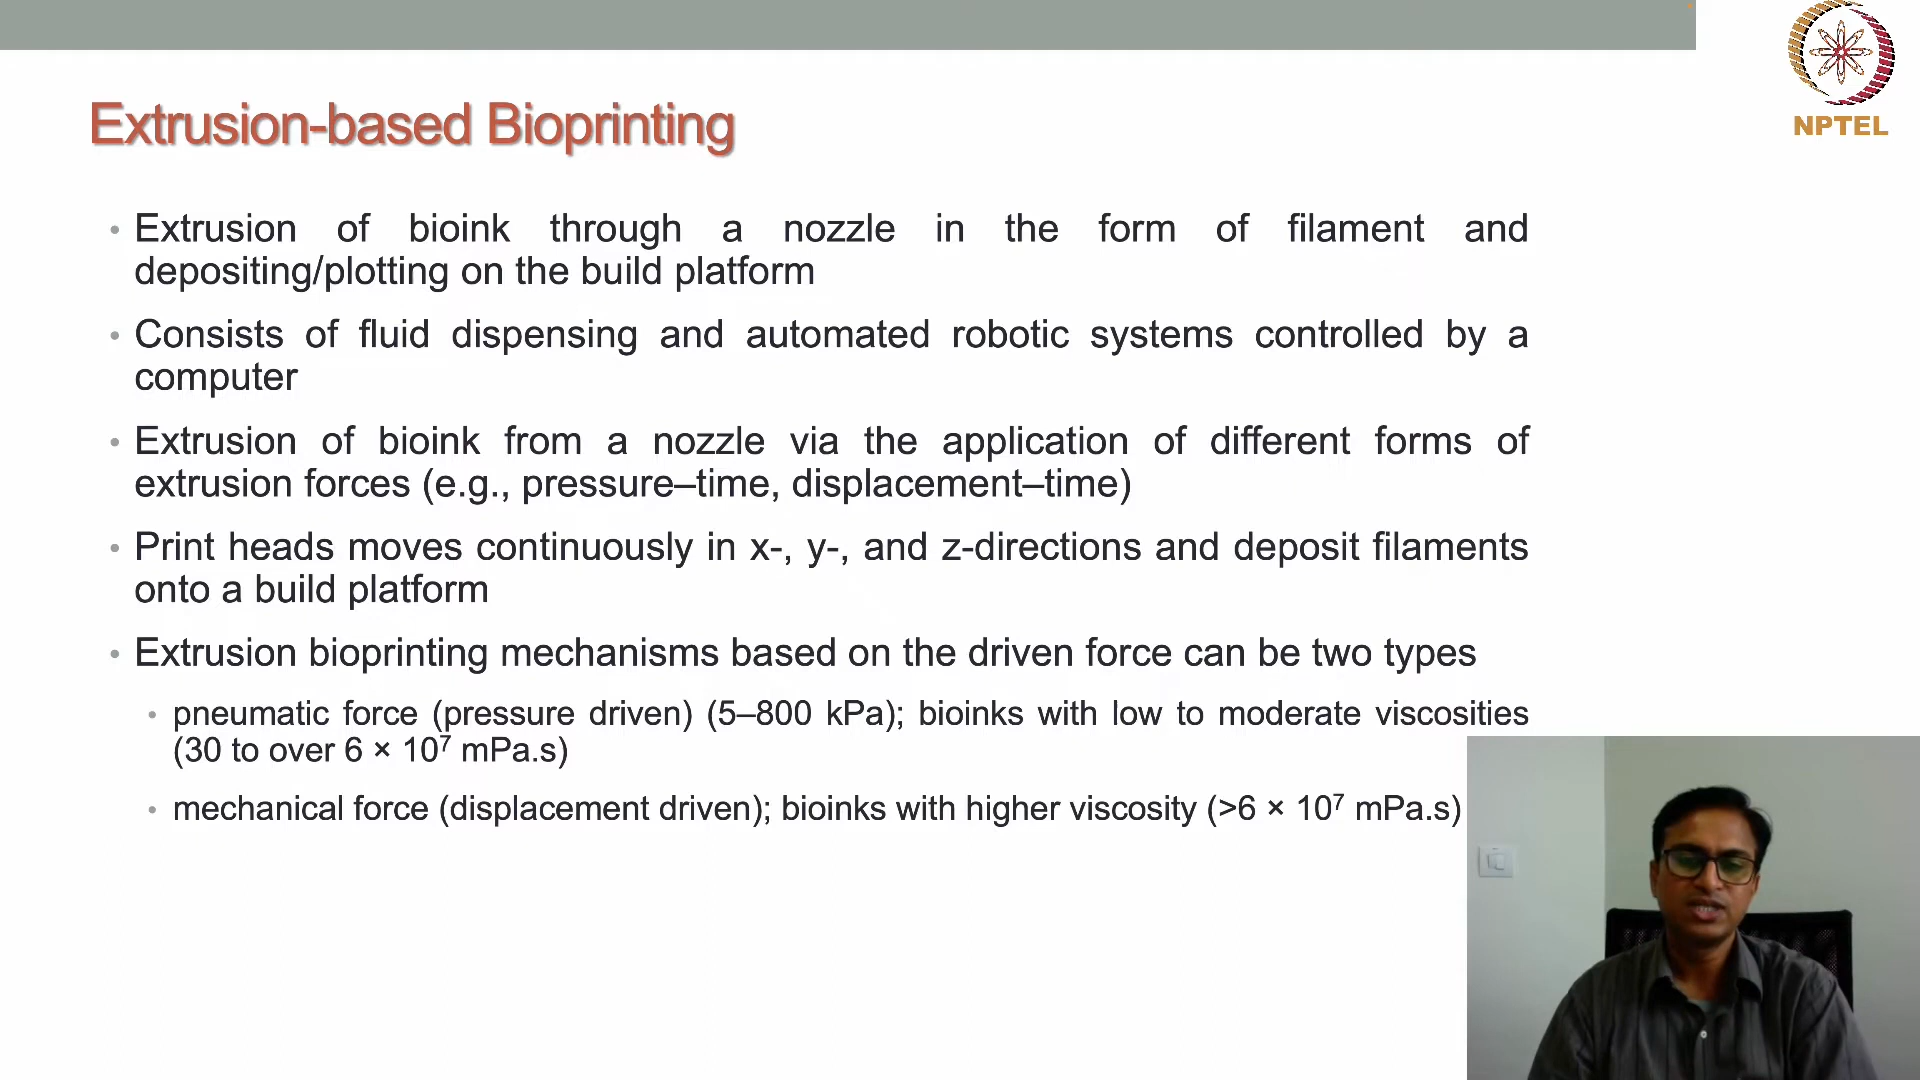 NPTEL
Extrusion-based Bioprinting
• Extrusion of bioink through a nozzle in the form of filament and
depositing/plotting on the build platform
• Consists of fluid dispensing and automated robotic systems controlled by a
computer
• Extrusion of bioink from a nozzle via the application of different forms of
extrusion forces (e.g., pressure–time, displacement–time)
• Print heads moves continuously in x-, y-, and z-directions and deposit filaments
onto a build platform
• Extrusion bioprinting mechanisms based on the driven force can be two types
• pneumatic force (pressure driven) (5–800 kPa); bioinks with low to moderate viscosities
(30 to over 6 × 10⁷ mPa.s)
• mechanical force (displacement driven); bioinks with higher viscosity (>6 × 10⁷ mPa.s)